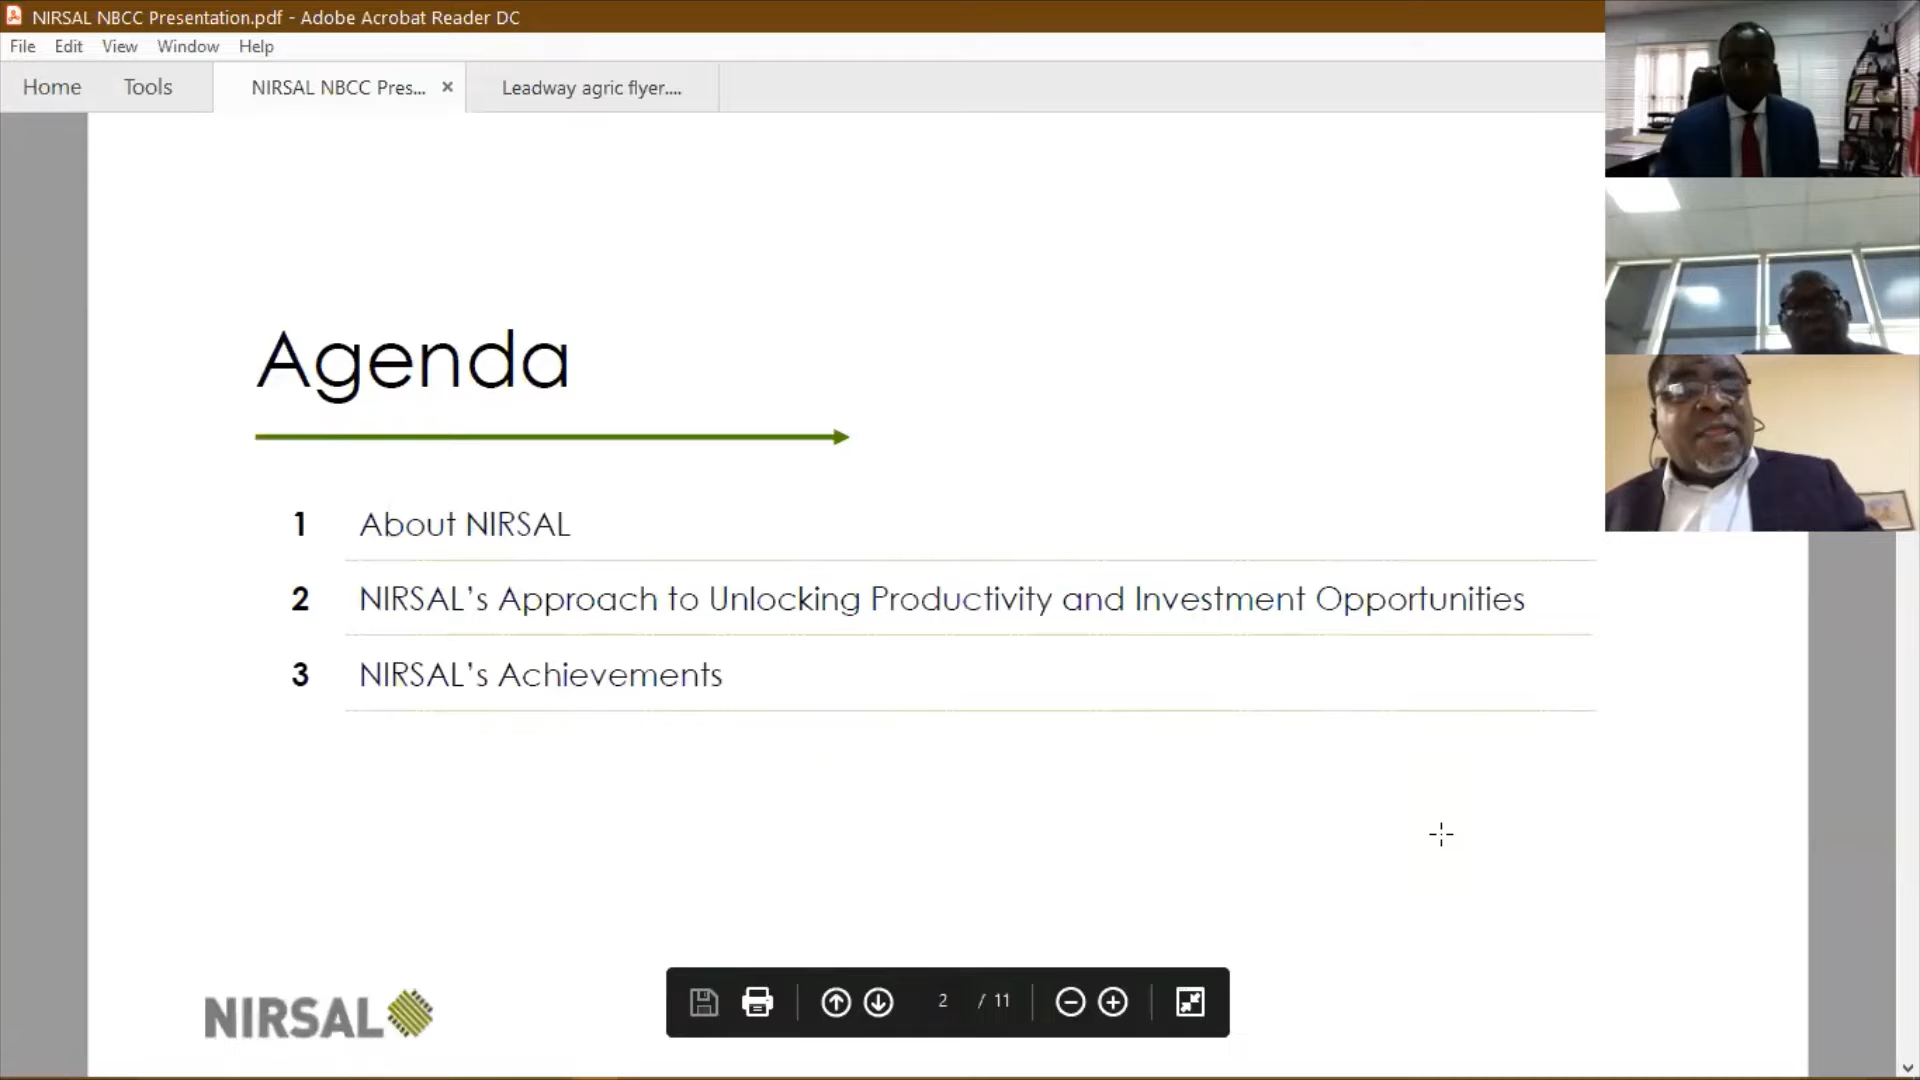 NIRSAL NBCC Presentation.pdf - Adobe Acrobat Reader DC
File Edit View Window Help
Home Tools NIRSAL NBCC Pres... × Leadway agric flyer....
Agenda
1 About NIRSAL
2 NIRSAL’s Approach to Unlocking Productivity and Investment Opportunities
3 NIRSAL’s Achievements
NIRSAL
2 / 11